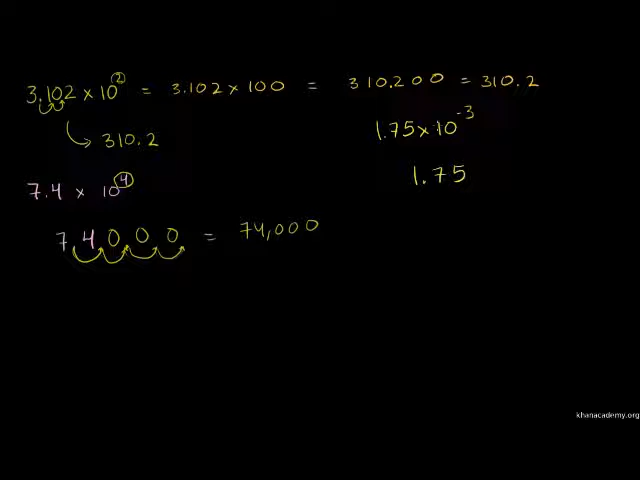 3.102 × 10² = 3.102 × 100 = 310.200 = 310.2
310.2
1.75 × 10⁻³
7.4 × 10⁴
1.75
7.4000 = 74,000
khanacademy.org